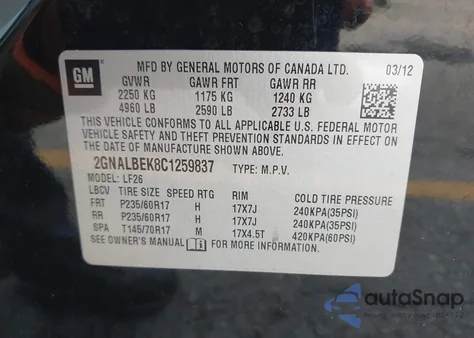 GM
MFD BY GENERAL MOTORS OF CANADA LTD. 03/12
GVWR GAWR FRT GAWR RR
2250 KG 1175 KG 1240 KG
4960 LB 2590 LB 2733 LB
THIS VEHICLE CONFORMS TO ALL APPLICABLE U.S. FEDERAL MOTOR
VEHICLE SAFETY AND THEFT PREVENTION STANDARDS IN EFFECT ON
THE DATE OF MANUFACTURE SHOWN ABOVE.
2GNALBEK8C1259837 TYPE: M.P.V.
MODEL: LF26
LBCV TIRE SIZE SPEED RTG RIM COLD TIRE PRESSURE
FRT P235/60R17 H 17X7J 240KPA(35PSI)
RR P235/60R17 H 17X7J 240KPA(35PSI)
SPA T145/70R17 M 17X4.5T 420KPA(60PSI)
SEE OWNER'S MANUAL FOR MORE INFORMATION
autoSnap